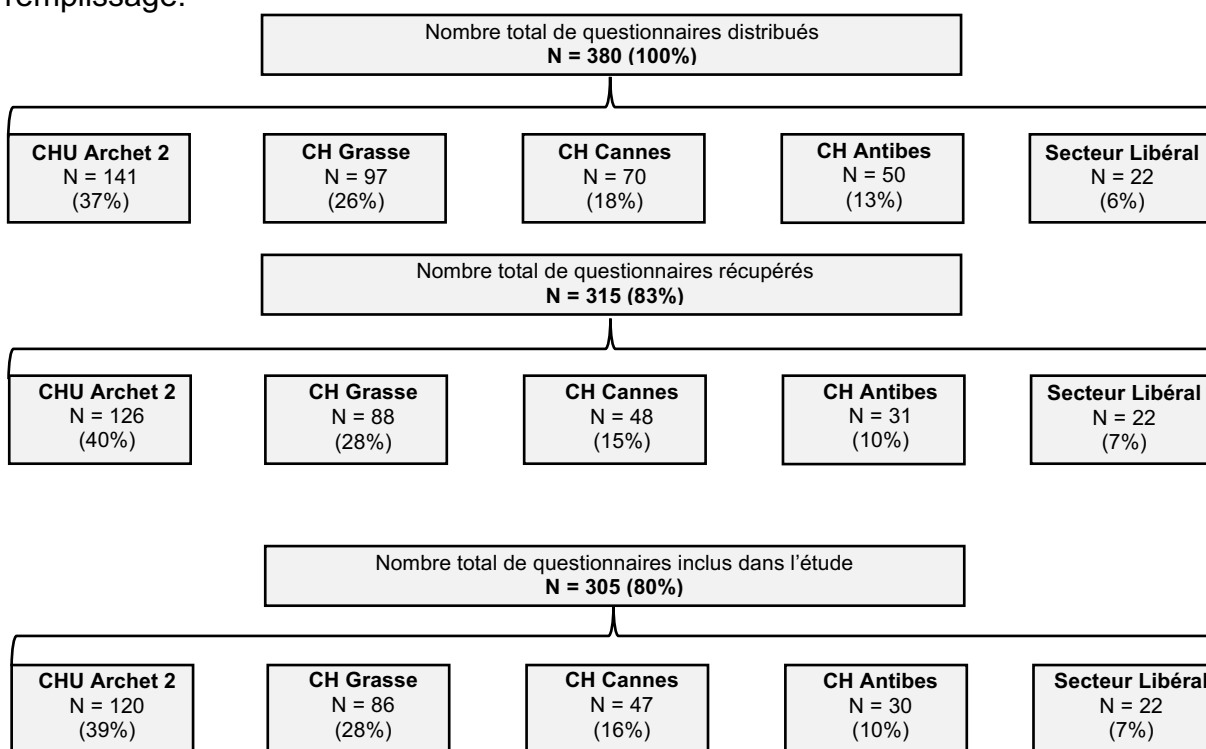 remplissage.
Nombre total de questionnaires distribués
N = 380 (100%)
CHU Archet 2
N = 141
(37%)
CH Grasse
N = 97
(26%)
CH Cannes
N = 70
(18%)
CH Antibes
N = 50
(13%)
Secteur Libéral
N = 22
(6%)
Nombre total de questionnaires récupérés
N = 315 (83%)
CHU Archet 2
N = 126
(40%)
CH Grasse
N = 88
(28%)
CH Cannes
N = 48
(15%)
CH Antibes
N = 31
(10%)
Secteur Libéral
N = 22
(7%)
Nombre total de questionnaires inclus dans l’étude
N = 305 (80%)
CHU Archet 2
N = 120
(39%)
CH Grasse
N = 86
(28%)
CH Cannes
N = 47
(16%)
CH Antibes
N = 30
(10%)
Secteur Libéral
N = 22
(7%)